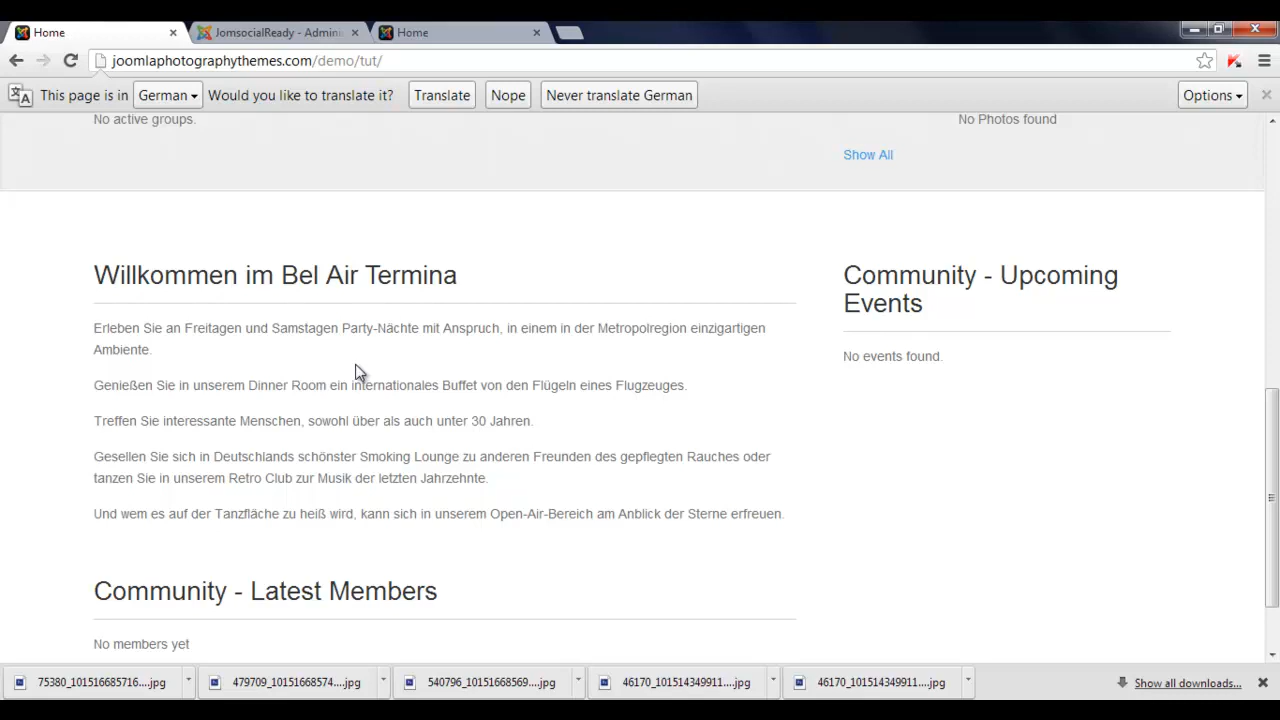 Home
JomsocialReady - Admini
Home
joomlaphotographythemes.com/demo/tut/
This page is in German Would you like to translate it? Translate Nope Never translate German Options
No active groups.
No Photos found
Show All
Willkommen im Bel Air Termina
Erleben Sie an Freitagen und Samstagen Party-Nächte mit Anspruch, in einem in der Metropolregion einzigartigen
Ambiente.
Genießen Sie in unserem Dinner Room ein internationales Buffet von den Flügeln eines Flugzeuges.
Treffen Sie interessante Menschen, sowohl über als auch unter 30 Jahren.
Gesellen Sie sich in Deutschlands schönster Smoking Lounge zu anderen Freunden des gepflegten Rauches oder
tanzen Sie in unserem Retro Club zur Musik der letzten Jahrzehnte.
Und wem es auf der Tanzfläche zu heiß wird, kann sich in unserem Open-Air-Bereich am Anblick der Sterne erfreuen.
Community - Upcoming
Events
No events found.
Community - Latest Members
No members yet
75380_101516685716....jpg
479709_10151668574....jpg
540796_10151668569....jpg
46170_101514349911....jpg
46170_101514349911....jpg
Show all downloads...